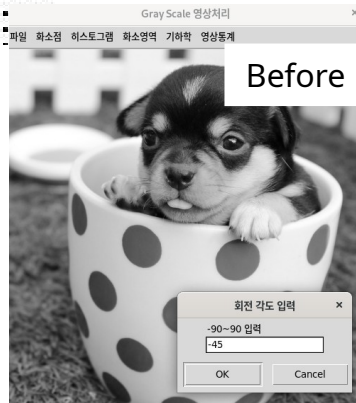 Gray Scale 영상처리
파일 화소점 히스토그램 화소영역 기하학 영상통계
Before
회전 각도 입력
-90~90 입력
-45
OK Cancel